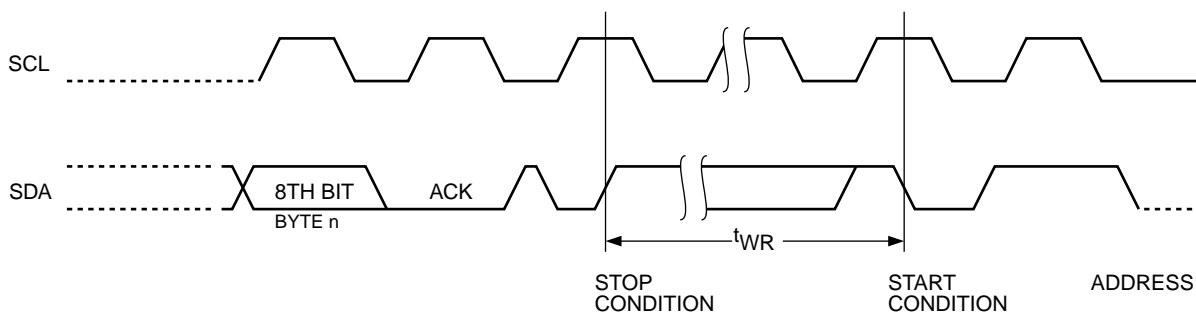 SCL
SDA
8TH BIT
ACK
BYTE n
tWR
STOP
CONDITION
START
CONDITION
ADDRESS